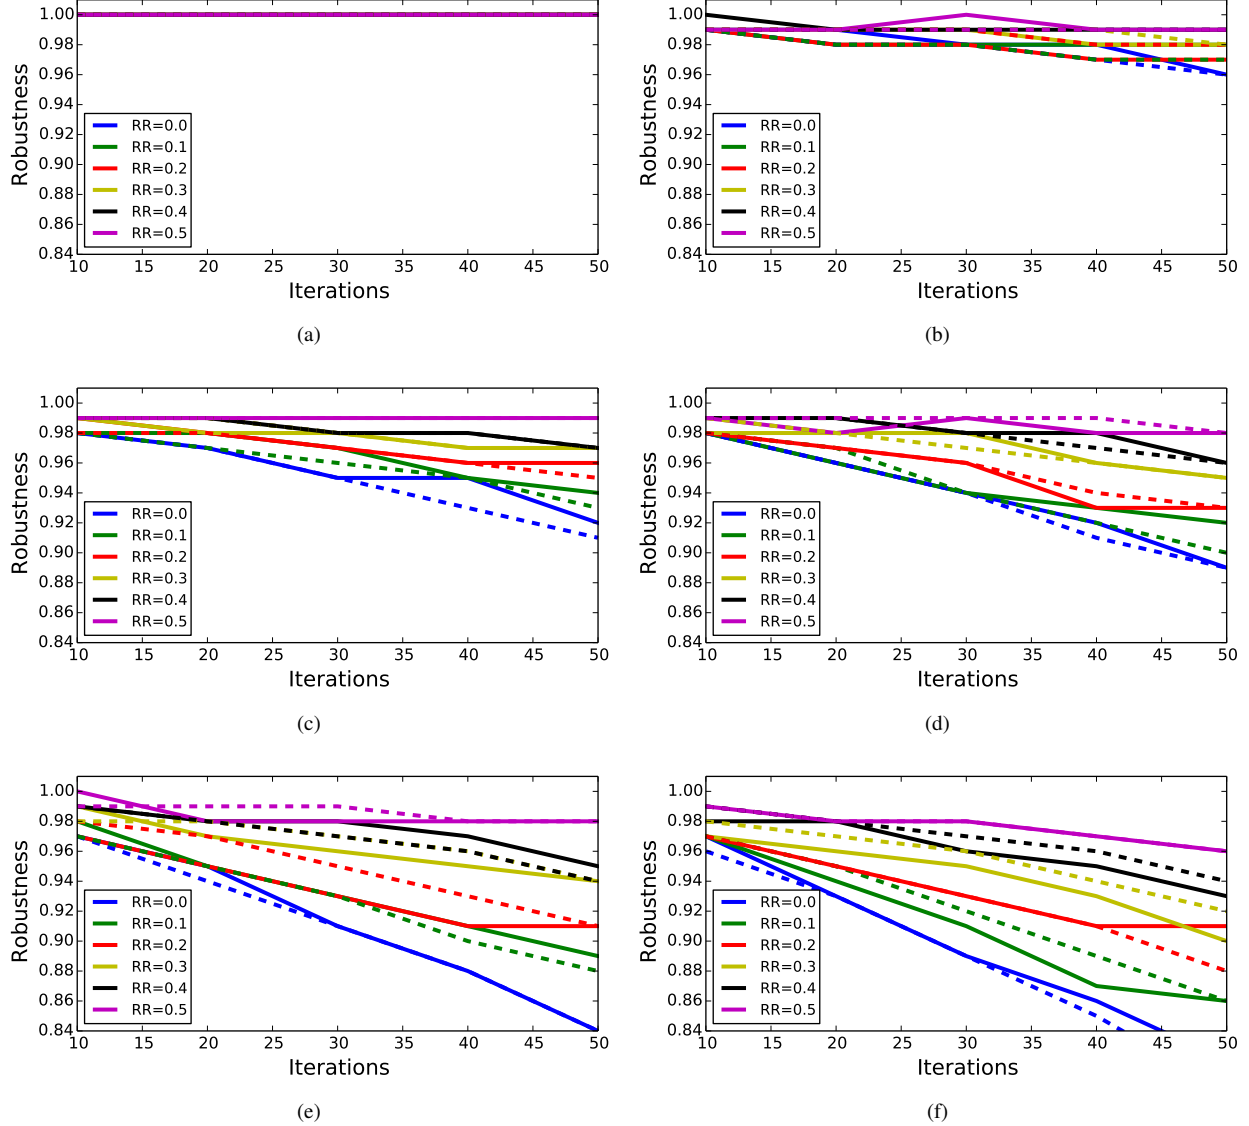 1.00
0.98
0.96
0.94
0.92
0.90
0.88
0.86
0.84
Robustness
RR=0.0
RR=0.1
RR=0.2
RR=0.3
RR=0.4
RR=0.5
10 15 20 25 30 35 40 45 50
Iterations
(a)
1.00
0.98
0.96
0.94
0.92
0.90
0.88
0.86
0.84
Robustness
RR=0.0
RR=0.1
RR=0.2
RR=0.3
RR=0.4
RR=0.5
10 15 20 25 30 35 40 45 50
Iterations
(b)
1.00
0.98
0.96
0.94
0.92
0.90
0.88
0.86
0.84
Robustness
RR=0.0
RR=0.1
RR=0.2
RR=0.3
RR=0.4
RR=0.5
10 15 20 25 30 35 40 45 50
Iterations
(c)
1.00
0.98
0.96
0.94
0.92
0.90
0.88
0.86
0.84
Robustness
RR=0.0
RR=0.1
RR=0.2
RR=0.3
RR=0.4
RR=0.5
10 15 20 25 30 35 40 45 50
Iterations
(d)
1.00
0.98
0.96
0.94
0.92
0.90
0.88
0.86
0.84
Robustness
RR=0.0
RR=0.1
RR=0.2
RR=0.3
RR=0.4
RR=0.5
10 15 20 25 30 35 40 45 50
Iterations
(e)
1.00
0.98
0.96
0.94
0.92
0.90
0.88
0.86
0.84
Robustness
RR=0.0
RR=0.1
RR=0.2
RR=0.3
RR=0.4
RR=0.5
10 15 20 25 30 35 40 45 50
Iterations
(f)